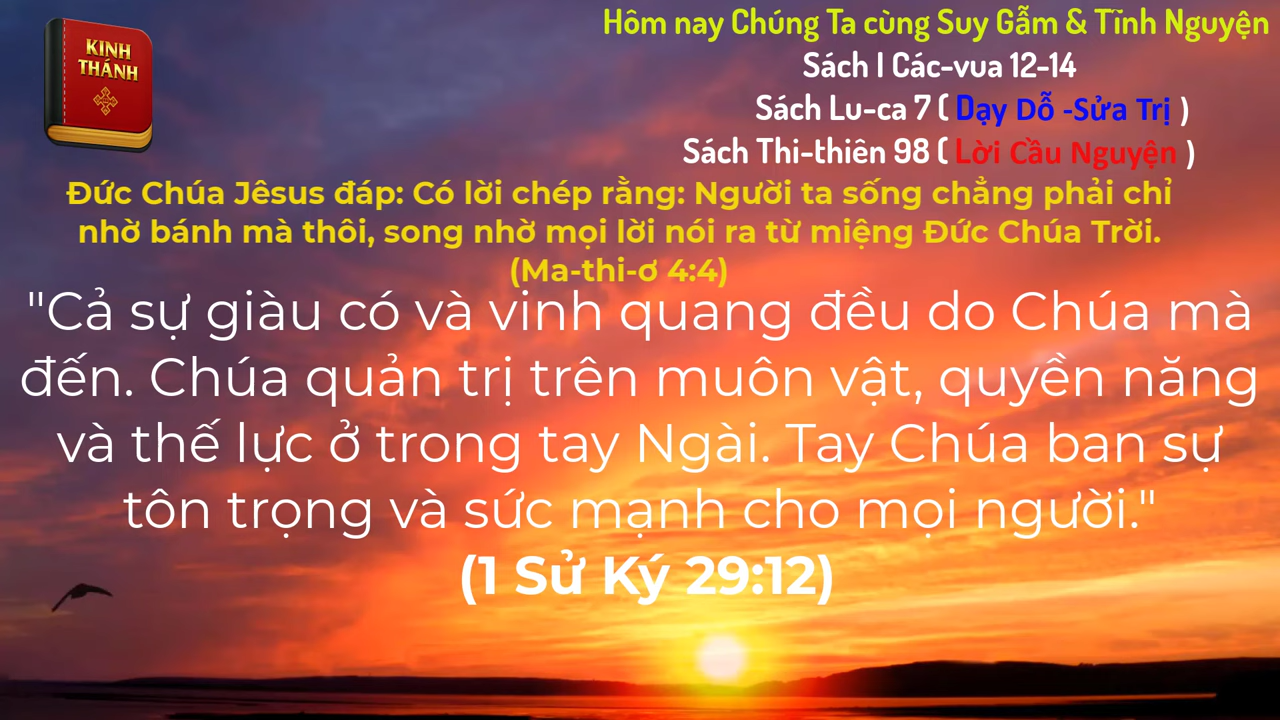 KINH
THÁNH
Hôm nay Chúng Ta cùng Suy Gẫm & Tĩnh Nguyện
Sách I Các-vua 12-14
Sách Lu-ca 7 ( Dạy Dỗ -Sửa Trị )
Sách Thi-thiên 98 ( Lời Cầu Nguyện )
Đức Chúa Jêsus đáp: Có lời chép rằng: Người ta sống chẳng phải chỉ
nhờ bánh mà thôi, song nhờ mọi lời nói ra từ miệng Đức Chúa Trời.
(Ma-thi-ơ 4:4)
"Cả sự giàu có và vinh quang đều do Chúa mà
đến. Chúa quản trị trên muôn vật, quyền năng
và thế lực ở trong tay Ngài. Tay Chúa ban sự
tôn trọng và sức mạnh cho mọi người."
(1 Sử Ký 29:12)